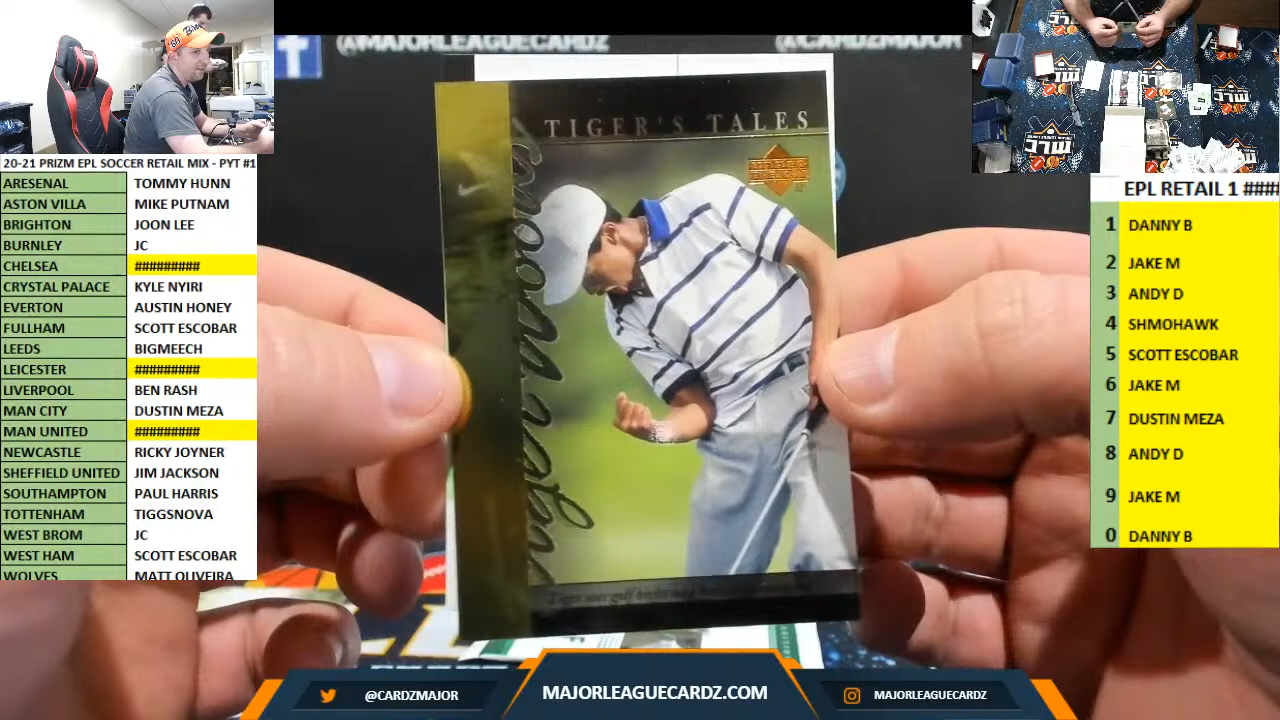 @MAJORLEAGUECARDZ
@CARDZMAJOR
TIGER'S TALES
UPPER DECK
Tiger Woods
20-21 PRIZM EPL SOCCER RETAIL MIX - PYT #1
ARESENAL TOMMY HUNN
ASTON VILLA MIKE PUTNAM
BRIGHTON JOON LEE
BURNLEY JC
CHELSEA #########
CRYSTAL PALACE KYLE NYIRI
EVERTON AUSTIN HONEY
FULLHAM SCOTT ESCOBAR
LEEDS BIGMEECH
LEICESTER #########
LIVERPOOL BEN RASH
MAN CITY DUSTIN MEZA
MAN UNITED #########
NEWCASTLE RICKY JOYNER
SHEFFIELD UNITED JIM JACKSON
SOUTHAMPTON PAUL HARRIS
TOTTENHAM TIGGSNOVA
WEST BROM JC
WEST HAM SCOTT ESCOBAR
WOLVES MATT OLIVEIRA
EPL RETAIL 1 ####
1 DANNY B
2 JAKE M
3 ANDY D
4 SHMOHAWK
5 SCOTT ESCOBAR
6 JAKE M
7 DUSTIN MEZA
8 ANDY D
9 JAKE M
0 DANNY B
@CARDZMAJOR
MAJORLEAGUECARDZ.COM
MAJORLEAGUECARDZ